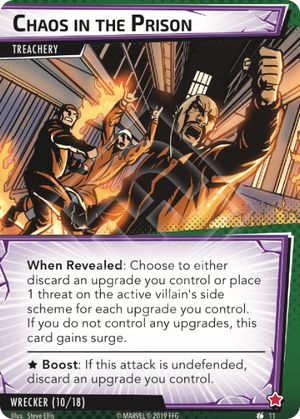 CHAOS IN THE PRISON
TREACHERY
When Revealed: Choose to either
discard an upgrade you control or place
1 threat on the active villain's side
scheme for each upgrade you control.
If you do not control any upgrades, this
card gains surge.
★ Boost: If this attack is undefended,
discard an upgrade you control.
WRECKER (10/18)
Illus. Steve Ellis
© MARVEL © 2019 FFG
11